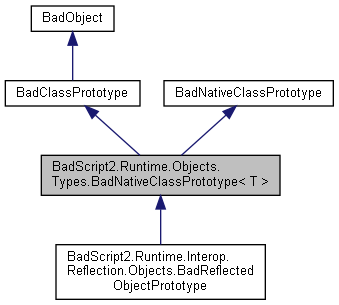 BadObject
BadClassPrototype
BadNativeClassPrototype
BadScript2.Runtime.Objects.
Types.BadNativeClassPrototype< T >
BadScript2.Runtime.Interop.
Reflection.Objects.BadReflected
ObjectPrototype